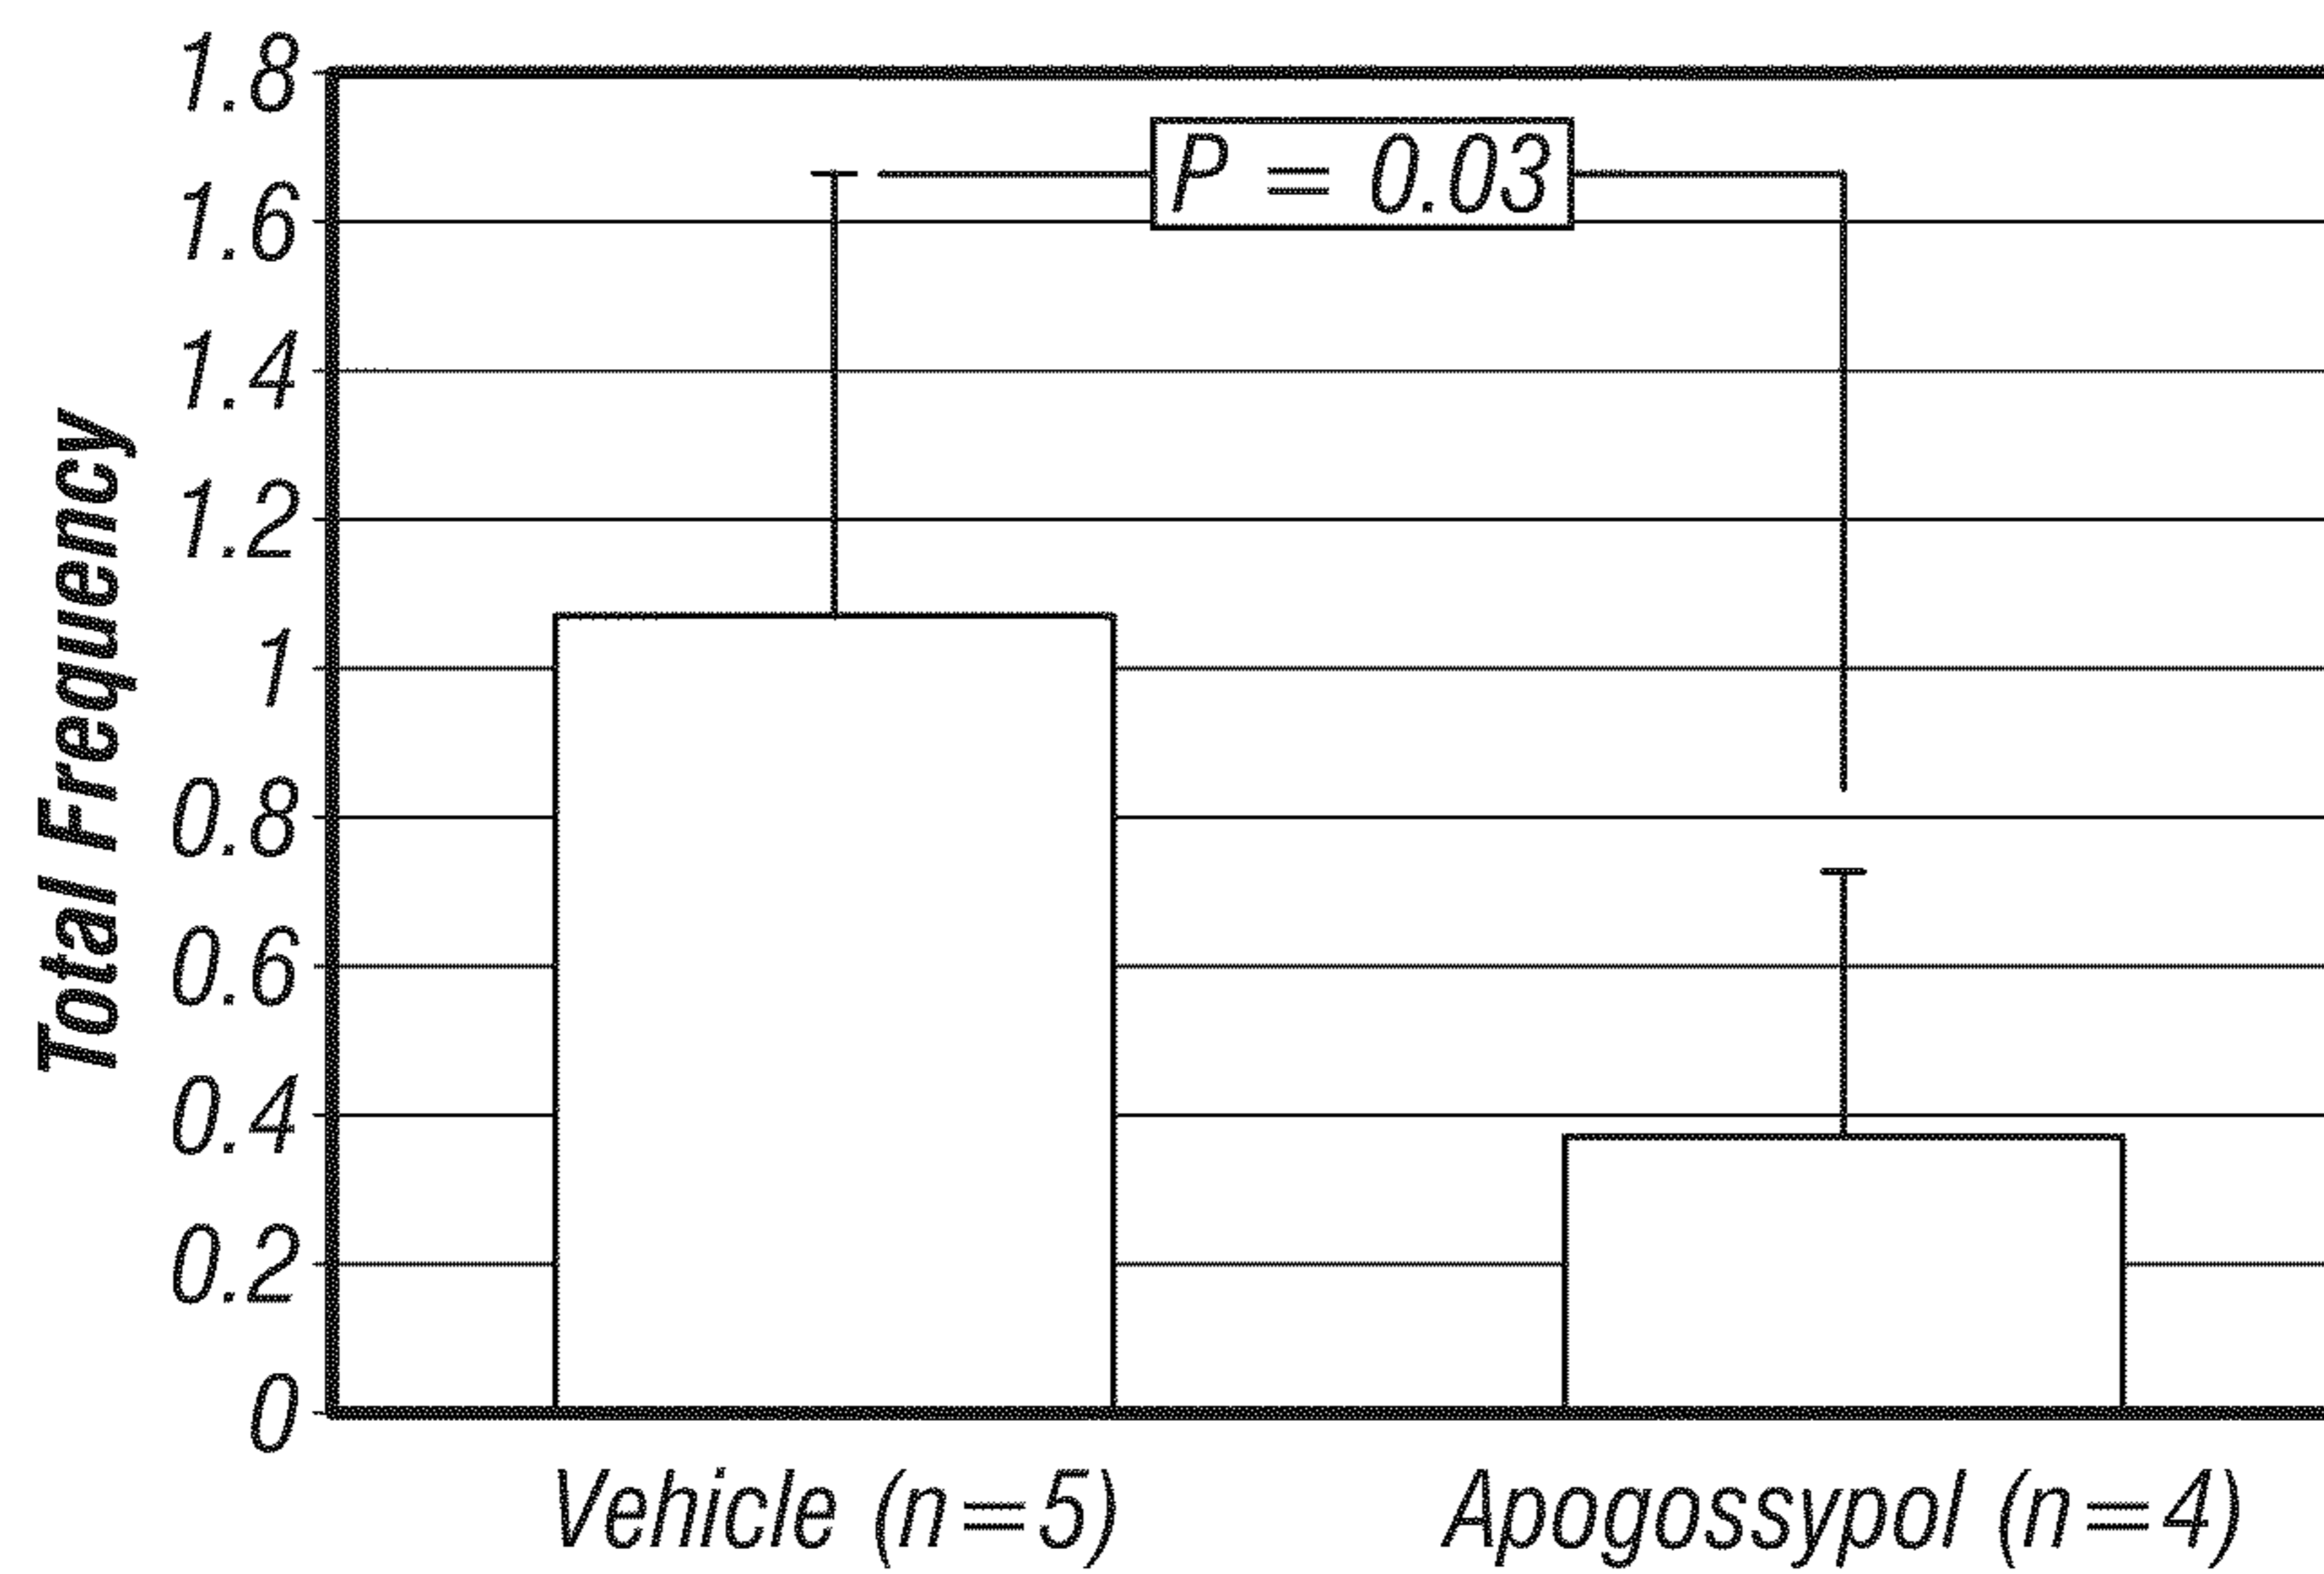 Total Frequency
1.8
1.6
1.4
1.2
1
0.8
0.6
0.4
0.2
0
P = 0.03
Vehicle (n=5)
Apogossypol (n=4)